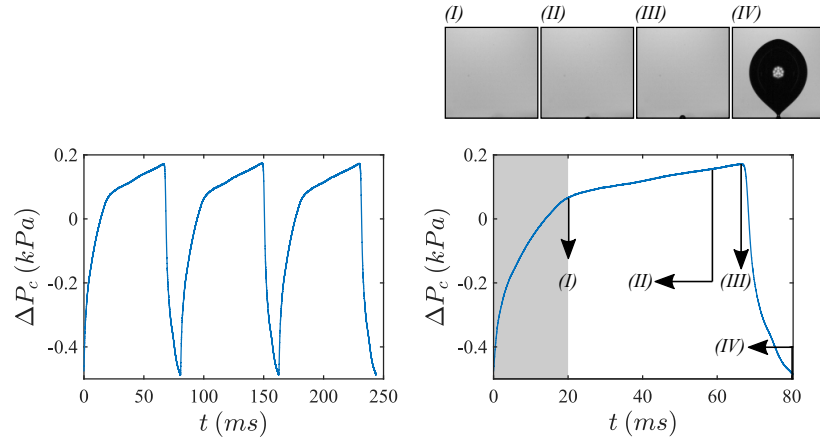 (I) (II) (III) (IV)
0.2
0
-0.2
-0.4
ΔP_c (kPa)
0 50 100 150 200 250
t (ms)
0.2
0
-0.2
-0.4
ΔP_c (kPa)
(I)
(II)
(III)
(IV)
0 20 40 60 80
t (ms)